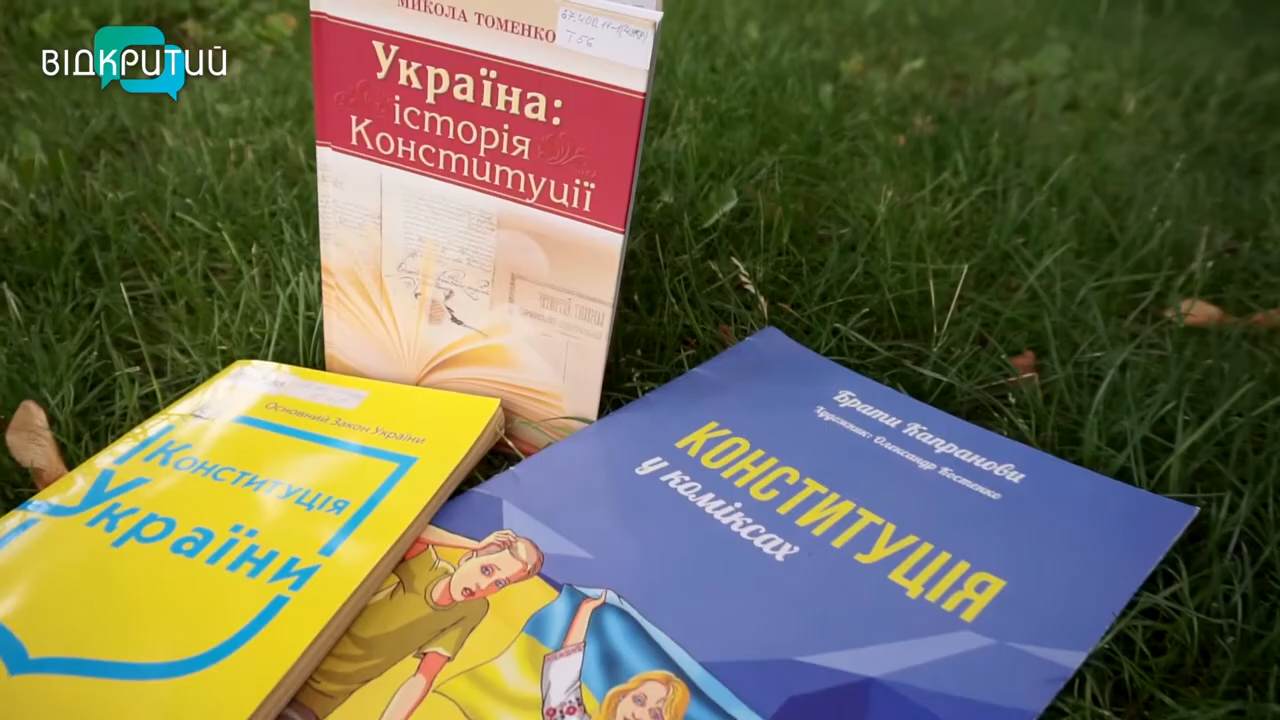 ВІДКРИТИЙ
МИКОЛА ТОМЕНКО
Т56
Україна:
історія
Конституції
Основний Закон України
Конституція
України
Брати Капранови
Художник: Олександр Костенко
КОНСТИТУЦІЯ
у коміксах